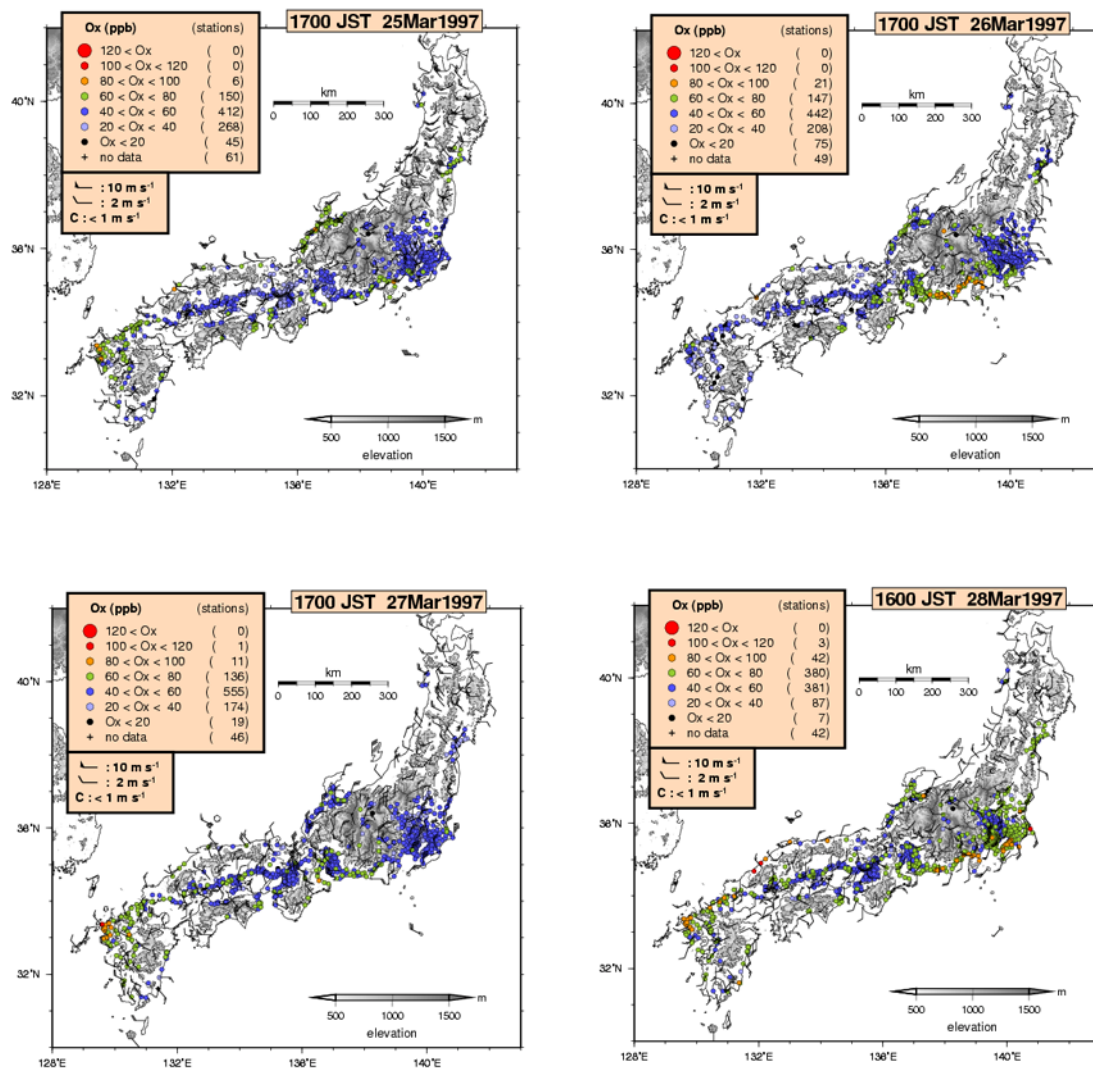 1700 JST 25Mar1997
Ox (ppb) (stations)
120 < Ox ( 0)
100 < Ox < 120 ( 0)
80 < Ox < 100 ( 6)
60 < Ox < 80 ( 150)
40 < Ox < 60 ( 412)
20 < Ox < 40 ( 268)
Ox < 20 ( 45)
no data ( 61)
: 10 m s⁻¹
: 2 m s⁻¹
C : < 1 m s⁻¹
km
0 100 200 300
40°N
36°N
32°N
m
500 1000 1500
elevation
128°E 132°E 136°E 140°E
1700 JST 26Mar1997
Ox (ppb) (stations)
120 < Ox ( 0)
100 < Ox < 120 ( 0)
80 < Ox < 100 ( 21)
60 < Ox < 80 ( 147)
40 < Ox < 60 ( 442)
20 < Ox < 40 ( 208)
Ox < 20 ( 75)
no data ( 49)
: 10 m s⁻¹
: 2 m s⁻¹
C : < 1 m s⁻¹
km
0 100 200 300
40°N
36°N
32°N
m
500 1000 1500
elevation
128°E 132°E 136°E 140°E
1700 JST 27Mar1997
Ox (ppb) (stations)
120 < Ox ( 0)
100 < Ox < 120 ( 1)
80 < Ox < 100 ( 11)
60 < Ox < 80 ( 136)
40 < Ox < 60 ( 555)
20 < Ox < 40 ( 174)
Ox < 20 ( 19)
no data ( 46)
: 10 m s⁻¹
: 2 m s⁻¹
C : < 1 m s⁻¹
km
0 100 200 300
40°N
36°N
32°N
m
500 1000 1500
elevation
128°E 132°E 136°E 140°E
1600 JST 28Mar1997
Ox (ppb) (stations)
120 < Ox ( 0)
100 < Ox < 120 ( 3)
80 < Ox < 100 ( 42)
60 < Ox < 80 ( 380)
40 < Ox < 60 ( 381)
20 < Ox < 40 ( 87)
Ox < 20 ( 7)
no data ( 42)
: 10 m s⁻¹
: 2 m s⁻¹
C : < 1 m s⁻¹
km
0 100 200 300
40°N
36°N
32°N
m
500 1000 1500
elevation
128°E 132°E 136°E 140°E